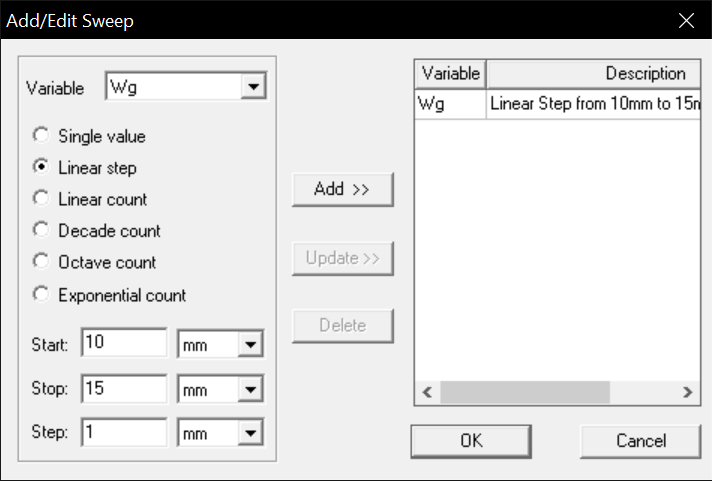 Add/Edit Sweep
Variable Wg
Single value
Linear step
Linear count
Decade count
Octave count
Exponential count
Start: 10 mm
Stop: 15 mm
Step: 1 mm
Add >>
Update >>
Delete
Variable Description
Wg Linear Step from 10mm to 15m
OK Cancel